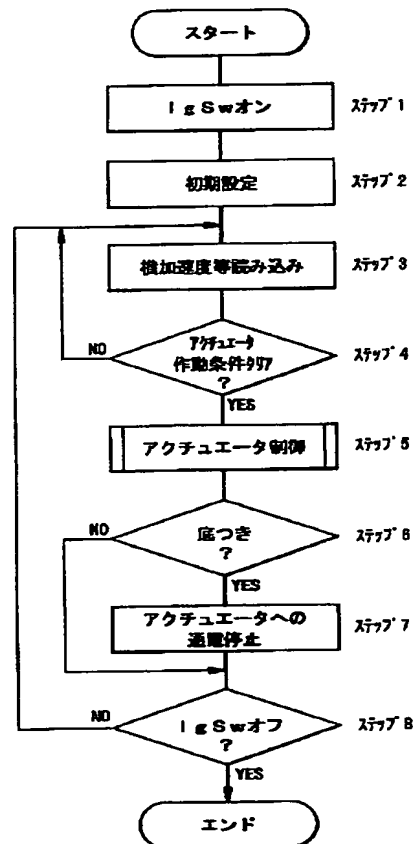 スタート
IgSwオン ステップ1
初期設定 ステップ2
横加速度等読み込み ステップ3
アクチュエータ
作動条件クリア
?
ステップ4
NO
YES
アクチュエータ制御 ステップ5
底つき
?
ステップ6
NO
YES
アクチュエータへの
通電停止
ステップ7
IgSwオフ
?
ステップ8
NO
YES
エンド